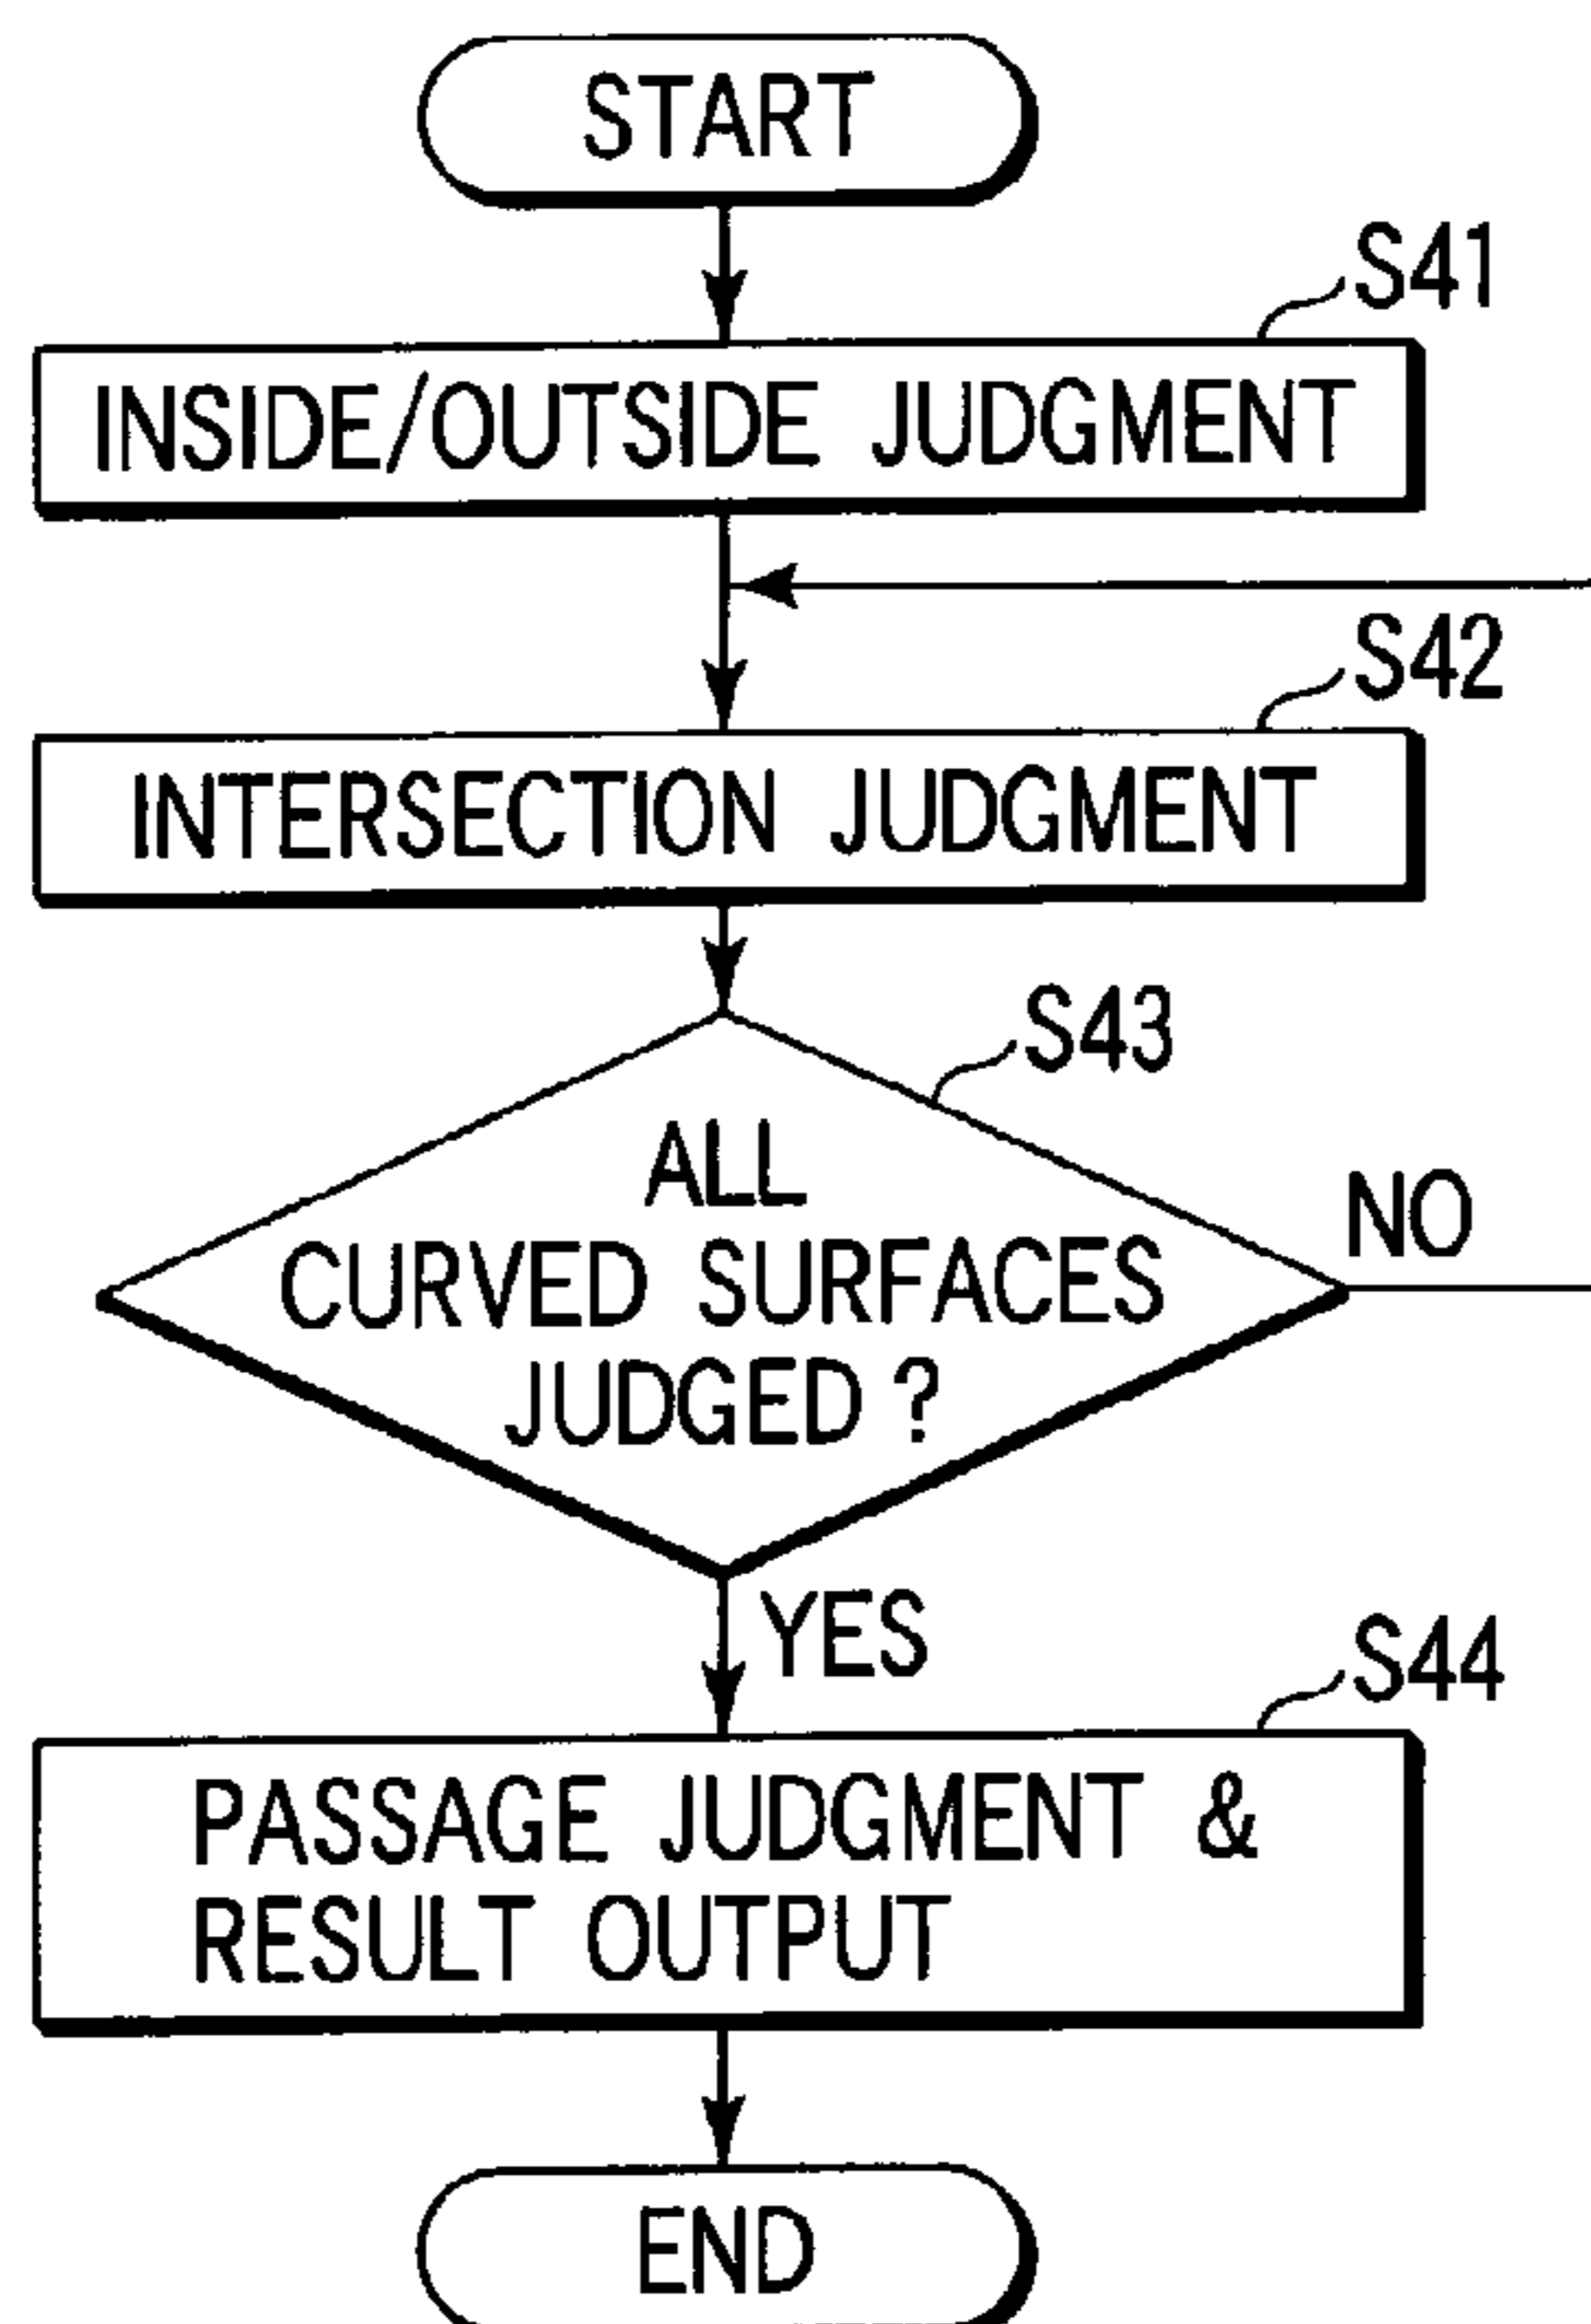 START
S41
INSIDE/OUTSIDE JUDGMENT
S42
INTERSECTION JUDGMENT
S43
ALL
CURVED SURFACES
JUDGED ?
NO
YES
S44
PASSAGE JUDGMENT &
RESULT OUTPUT
END